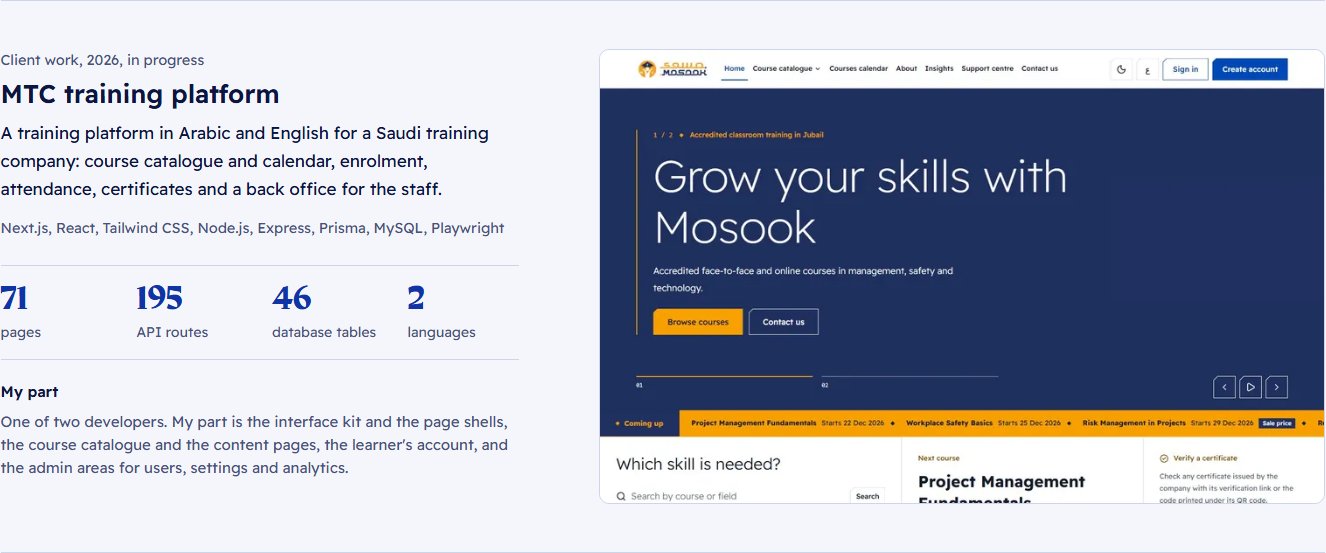 Client work, 2026, in progress
MTC training platform
A training platform in Arabic and English for a Saudi training
company: course catalogue and calendar, enrolment,
attendance, certificates and a back office for the staff.
Next.js, React, Tailwind CSS, Node.js, Express, Prisma, MySQL, Playwright
71
pages
195
API routes
46
database tables
2
languages
My part
One of two developers. My part is the interface kit and the page shells,
the course catalogue and the content pages, the learner's account, and
the admin areas for users, settings and analytics.
MOSOOK
Home Course catalogue Courses calendar About Insights Support centre Contact us
ع
Sign in
Create account
1 / 2 ◆ Accredited classroom training in Jubail
Grow your skills with
Mosook
Accredited face-to-face and online courses in management, safety and
technology.
Browse courses
Contact us
01
02
Coming up
Project Management Fundamentals Starts 22 Dec 2026 ◆ Workplace Safety Basics Starts 25 Dec 2026 ◆ Risk Management in Projects Starts 29 Dec 2026 Sale price ◆
Which skill is needed?
Search by course or field
Search
Next course
Project Management
Fundamentals
Verify a certificate
Check any certificate issued by the
company with its verification link or the
code printed under its QR code.